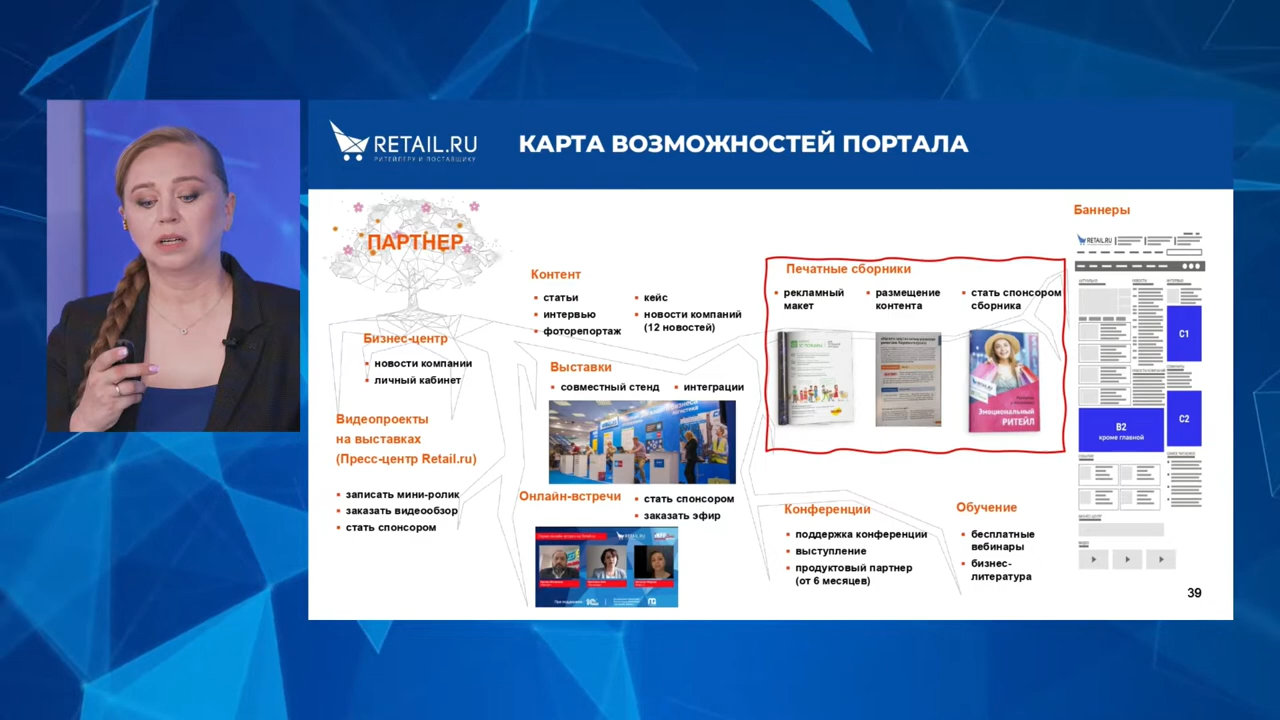 RETAIL.RU
РИТЕЙЛЕРУ И ПОСТАВЩИКУ
КАРТА ВОЗМОЖНОСТЕЙ ПОРТАЛА
ПАРТНЕР
Бизнес-центр
новости компании
личный кабинет
Видеопроекты
на выставках
(Пресс-центр Retail.ru)
записать мини-ролик
заказать видеообзор
стать спонсором
Контент
статьи
интервью
фоторепортаж
кейс
новости компаний
(12 новостей)
Выставки
совместный стенд
интеграции
Онлайн-встречи
стать спонсором
заказать эфир
Печатные сборники
рекламный
макет
размещение
контента
стать спонсором
сборника
Эмоциональный
РИТЕЙЛ
Конференции
поддержка конференции
выступление
продуктовый партнер
(от 6 месяцев)
Обучение
бесплатные
вебинары
бизнес-
литература
Баннеры
RETAIL.RU
C1
C2
B2
кроме главной
39